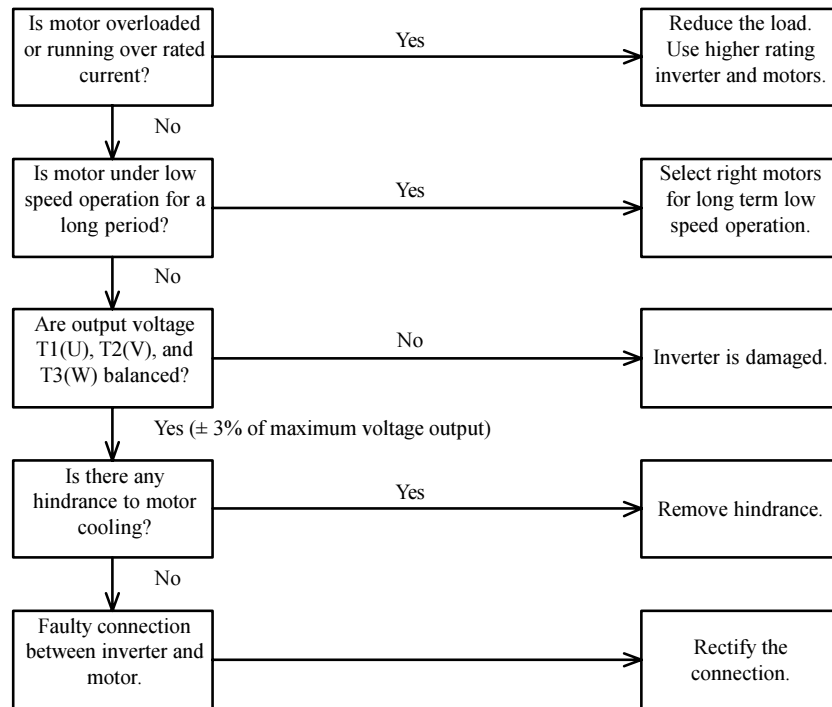 Is motor overloaded
or running over rated
current?
Yes
Reduce the load.
Use higher rating
inverter and motors.
No
Is motor under low
speed operation for a
long period?
Yes
Select right motors
for long term low
speed operation.
No
Are output voltage
T1(U), T2(V), and
T3(W) balanced?
No
Inverter is damaged.
Yes (± 3% of maximum voltage output)
Is there any
hindrance to motor
cooling?
Yes
Remove hindrance.
No
Faulty connection
between inverter and
motor.
Rectify the
connection.